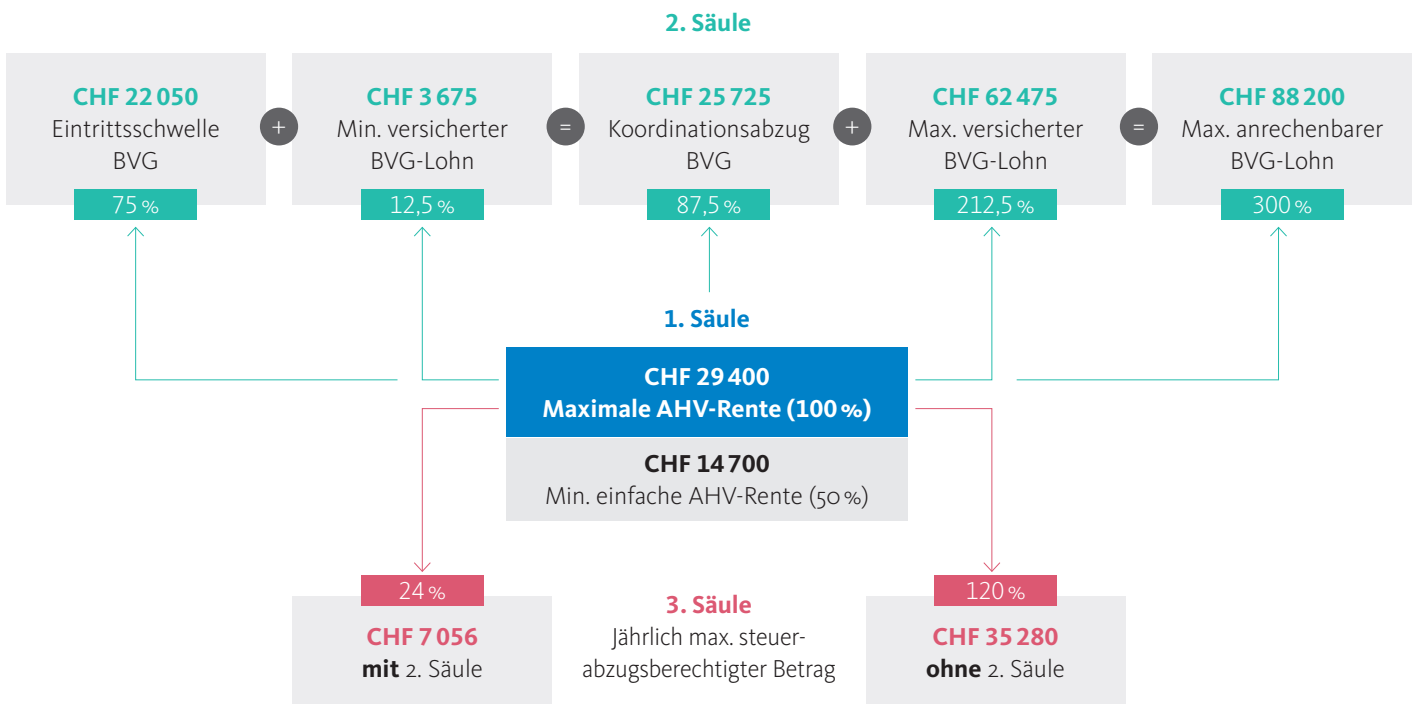 2. Säule
CHF 22 050
Eintrittsschwelle
BVG
75 %
+
CHF 3 675
Min. versicherter
BVG-Lohn
12,5 %
=
CHF 25 725
Koordinationsabzug
BVG
87,5 %
+
CHF 62 475
Max. versicherter
BVG-Lohn
212,5 %
=
CHF 88 200
Max. anrechenbarer
BVG-Lohn
300 %
1. Säule
CHF 29 400
Maximale AHV-Rente (100 %)
CHF 14 700
Min. einfache AHV-Rente (50 %)
24 %
CHF 7 056
mit 2. Säule
3. Säule
Jährlich max. steuer-
abzugsberechtigter Betrag
120 %
CHF 35 280
ohne 2. Säule